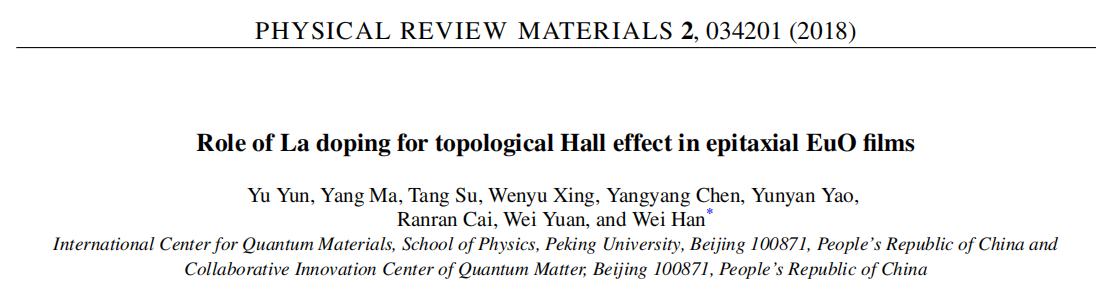 PHYSICAL REVIEW MATERIALS 2, 034201 (2018)
Role of La doping for topological Hall effect in epitaxial EuO films
Yu Yun, Yang Ma, Tang Su, Wenyu Xing, Yangyang Chen, Yunyan Yao,
Ranran Cai, Wei Yuan, and Wei Han*
International Center for Quantum Materials, School of Physics, Peking University, Beijing 100871, People's Republic of China and
Collaborative Innovation Center of Quantum Matter, Beijing 100871, People's Republic of China